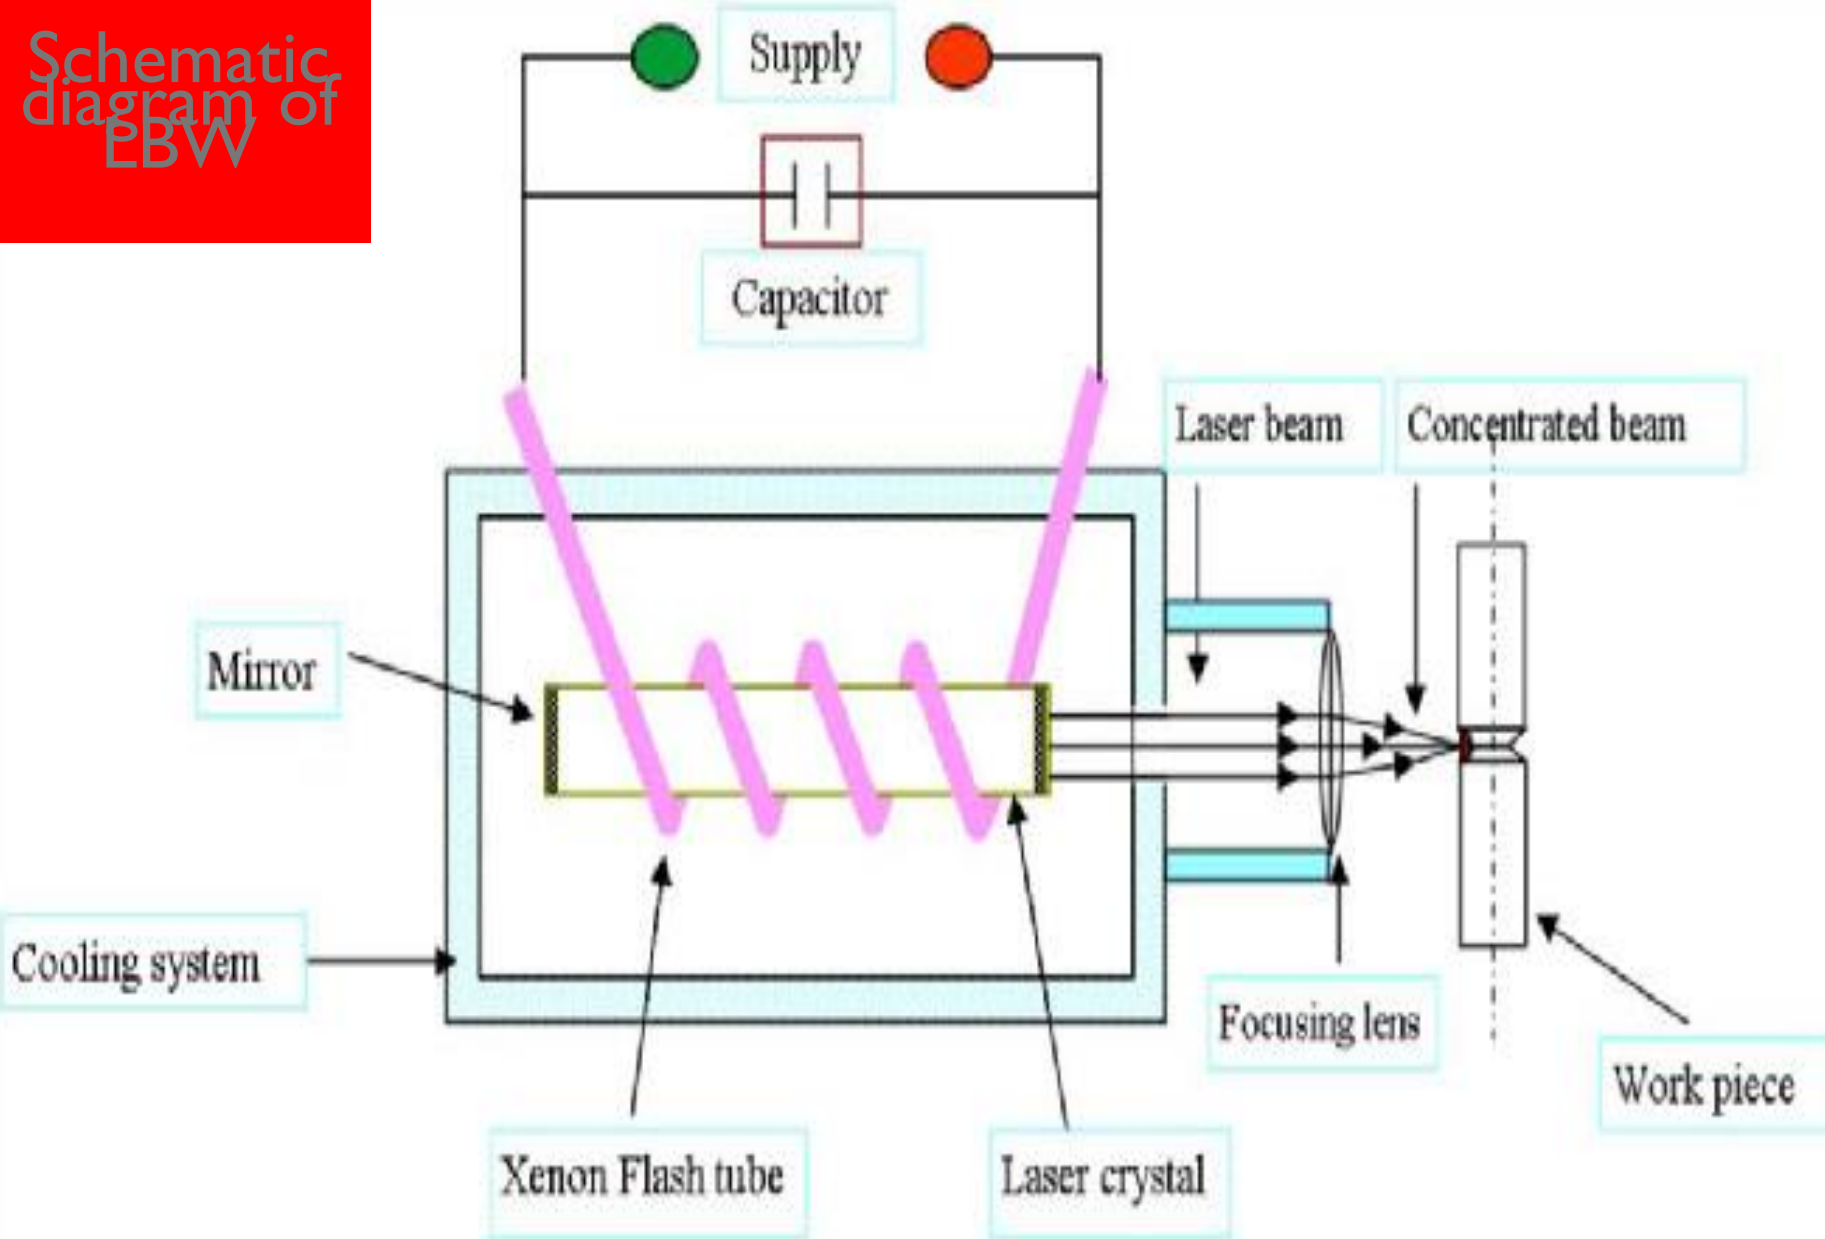 Schematic
diagram of
EBW
Supply
Capacitor
Laser beam
Concentrated beam
Mirror
Cooling system
Focusing lens
Work piece
Xenon Flash tube
Laser crystal